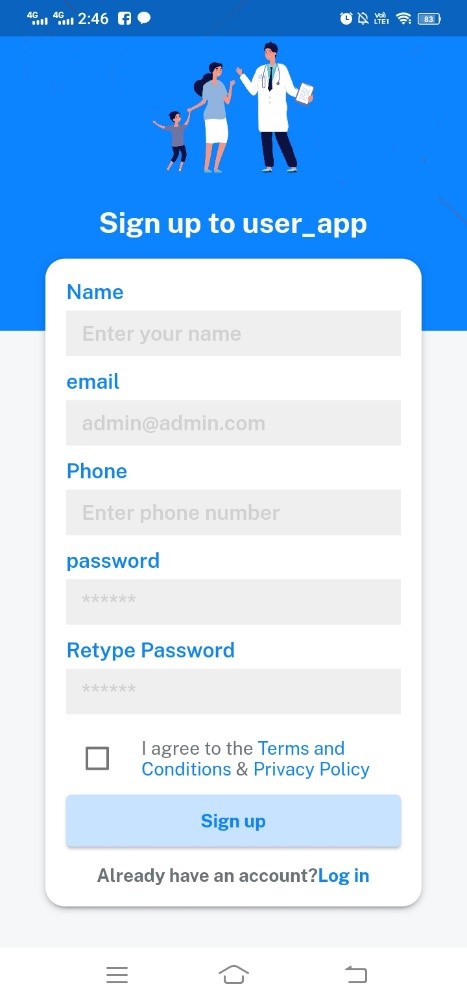 4G 4G 2:46 Voi LTE 83
Sign up to user_app
Name
Enter your name
email
admin@admin.com
Phone
Enter phone number
password
******
Retype Password
******
I agree to the Terms and
Conditions & Privacy Policy
Sign up
Already have an account?Log in